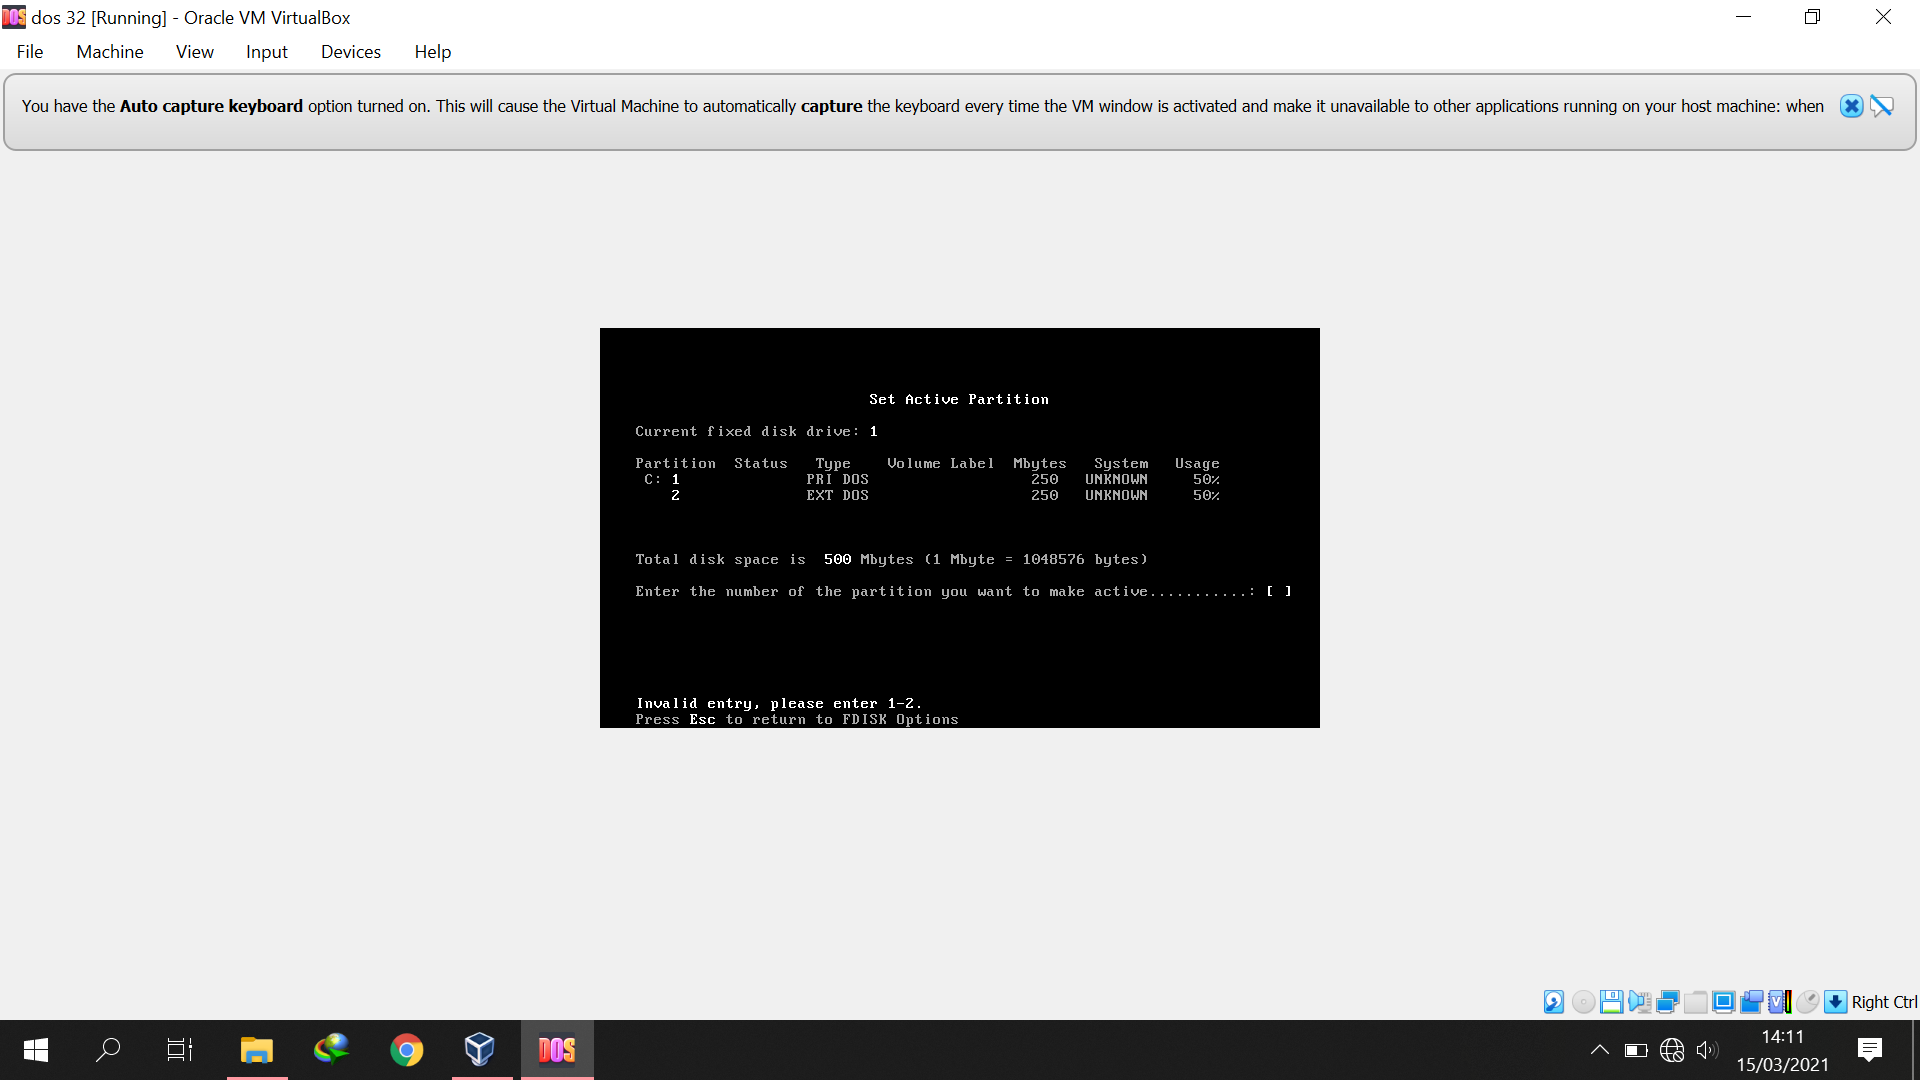 DOS dos 32 [Running] - Oracle VM VirtualBox
File Machine View Input Devices Help
You have the Auto capture keyboard option turned on. This will cause the Virtual Machine to automatically capture the keyboard every time the VM window is activated and make it unavailable to other applications running on your host machine: when
Set Active Partition
Current fixed disk drive: 1
Partition Status Type Volume Label Mbytes System Usage
C: 1 PRI DOS 250 UNKNOWN 50%
2 EXT DOS 250 UNKNOWN 50%
Total disk space is 500 Mbytes (1 Mbyte = 1048576 bytes)
Enter the number of the partition you want to make active...........: [ ]
Invalid entry, please enter 1-2.
Press Esc to return to FDISK Options
V
Right Ctrl
DOS
14:11
15/03/2021